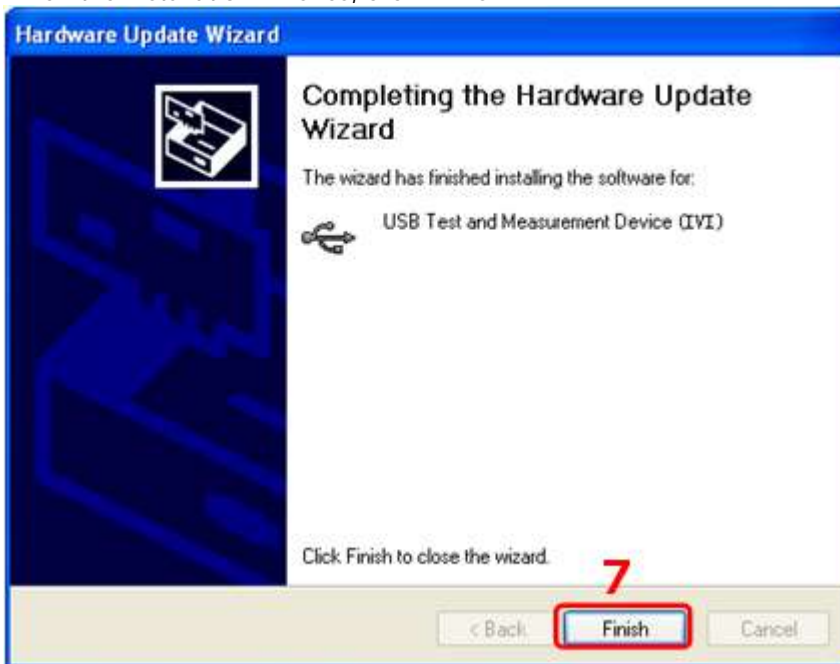 Hardware Update Wizard
Completing the Hardware Update
Wizard
The wizard has finished installing the software for:
USB Test and Measurement Device (IVI)
Click Finish to close the wizard.
7
< Back Finish Cancel